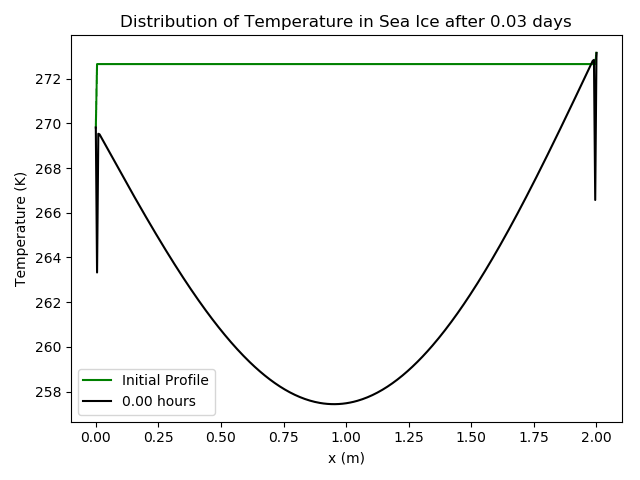 Distribution of Temperature in Sea Ice after 0.03 days
Temperature (K)
272
270
268
266
264
262
260
258
Initial Profile
0.00 hours
0.00 0.25 0.50 0.75 1.00 1.25 1.50 1.75 2.00
x (m)